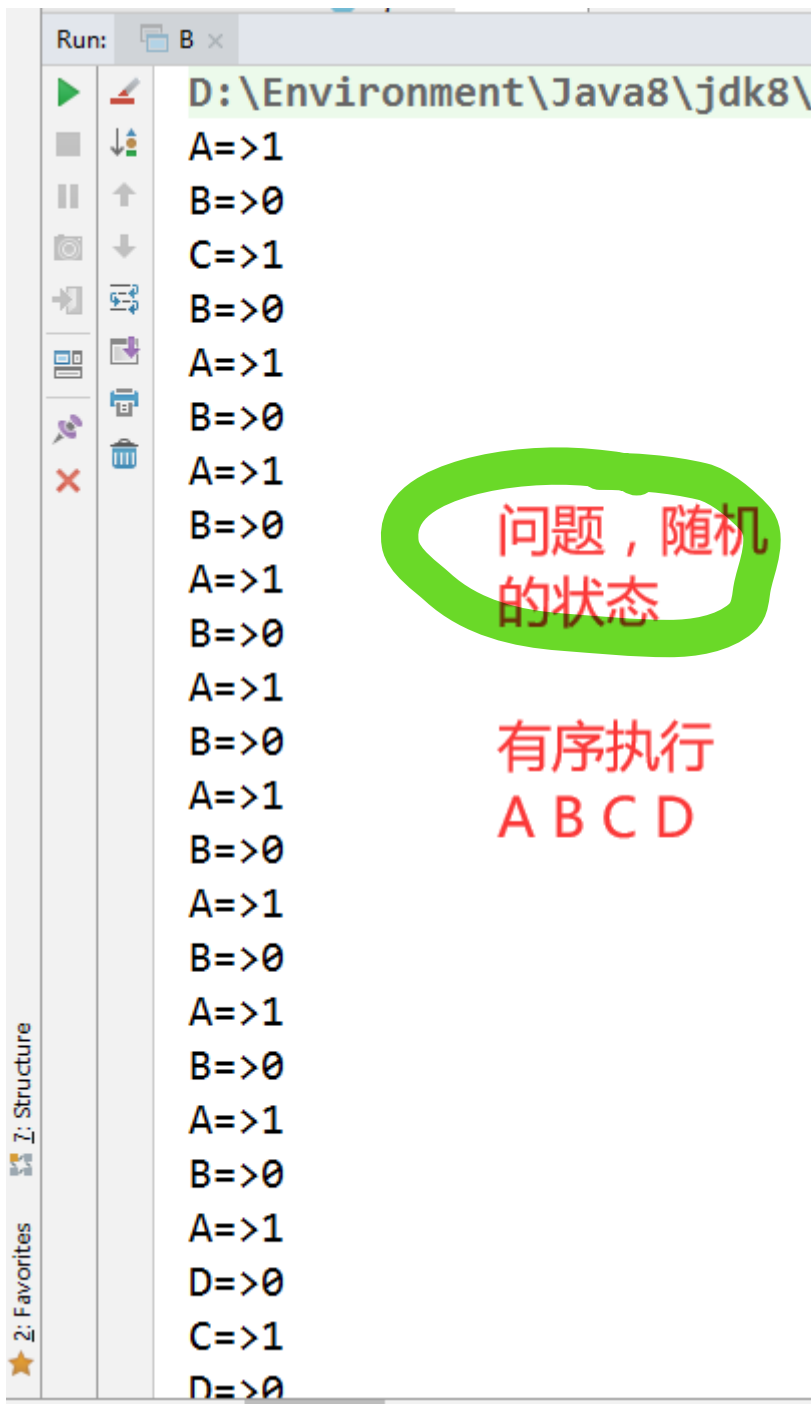 Run: B
D:\Environment\Java8\jdk8\
A=>1
B=>0
C=>1
B=>0
A=>1
B=>0
A=>1
B=>0
A=>1
B=>0
A=>1
B=>0
A=>1
B=>0
A=>1
B=>0
A=>1
B=>0
A=>1
B=>0
A=>1
D=>0
C=>1
D=>0
问题，随机
的状态
有序执行
A B C D
7: Structure
2: Favorites